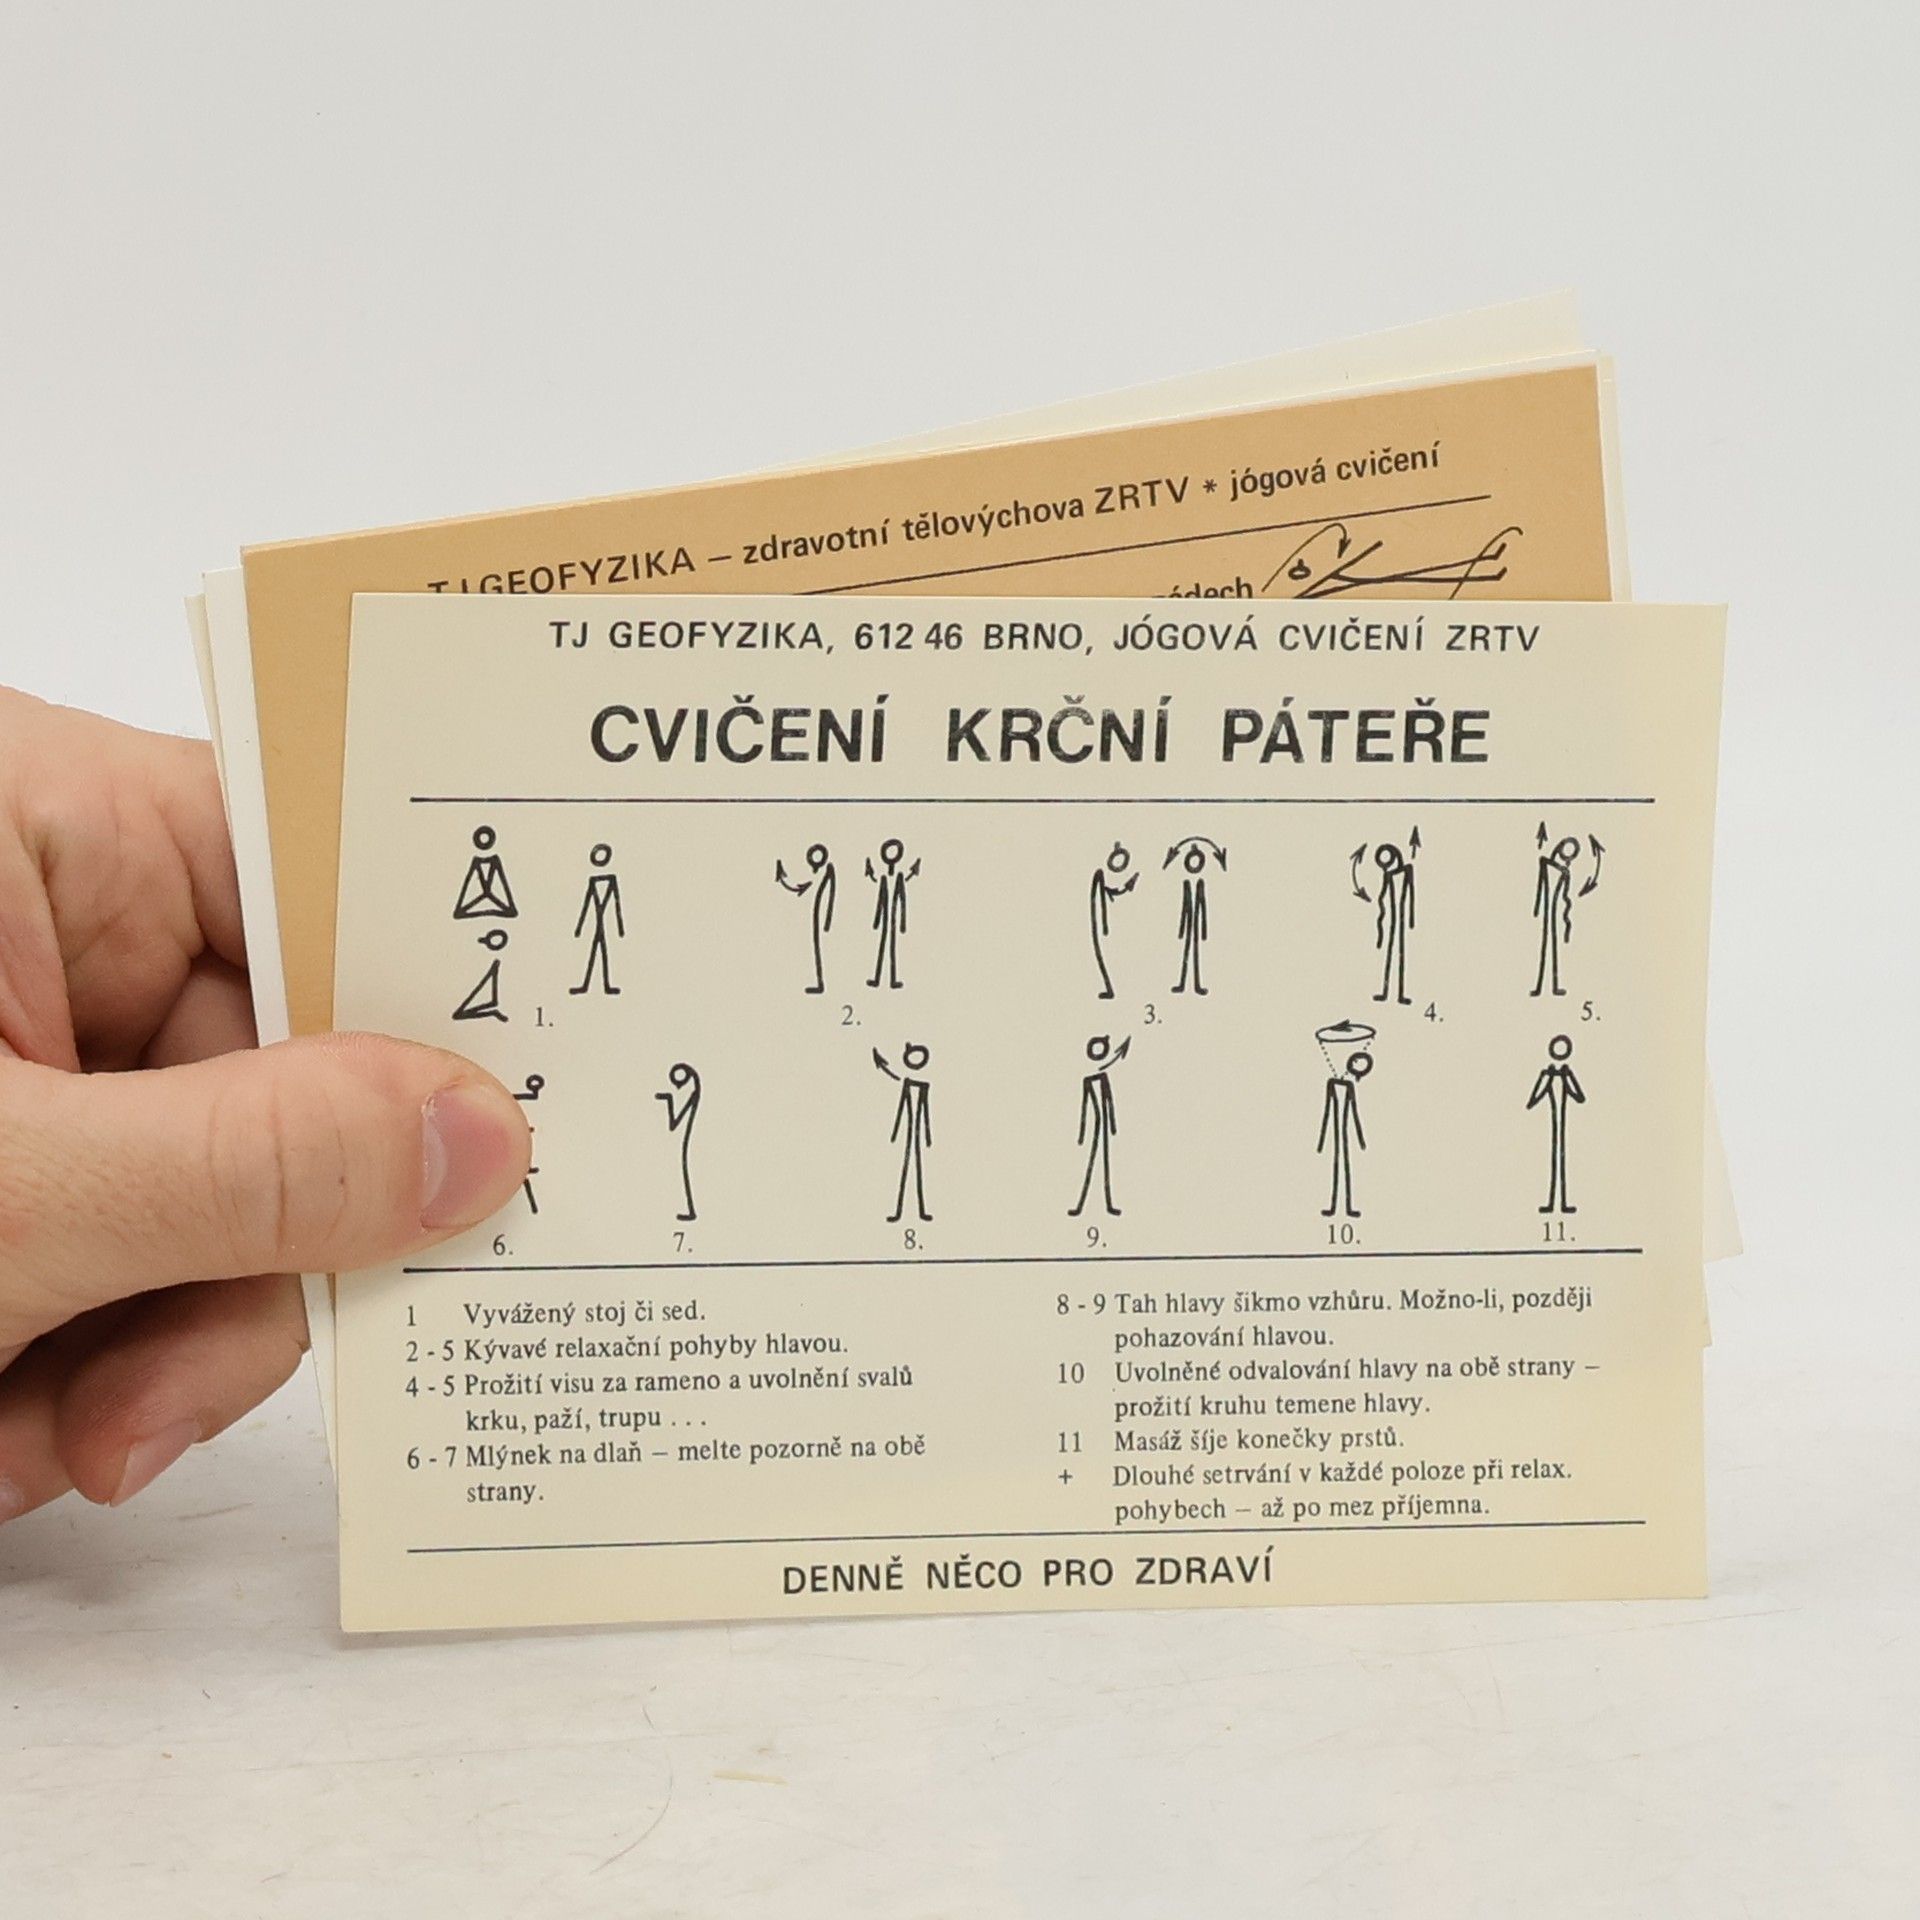 TJ GEOFYZIKA – zdravotní tělovýchova ZRTV * jógová cvičení
TJ GEOFYZIKA, 612 46 BRNO, JÓGOVÁ CVIČENÍ ZRTV
CVIČENÍ KRČNÍ PÁTEŘE
1. 2. 3. 4. 5.
6. 7. 8. 9. 10. 11.
1 Vyvážený stoj či sed.
2 - 5 Kývavé relaxační pohyby hlavou.
4 - 5 Prožití visu za rameno a uvolnění svalů
krku, paží, trupu . . .
6 - 7 Mlýnek na dlaň – melte pozorně na obě
strany.
8 - 9 Tah hlavy šikmo vzhůru. Možno-li, později
pohazování hlavou.
10 Uvolněné odvalování hlavy na obě strany –
prožití kruhu temene hlavy.
11 Masáž šíje konečky prstů.
+ Dlouhé setrvání v každé poloze při relax.
pohybech – až po mez příjemna.
DENNĚ NĚCO PRO ZDRAVÍ